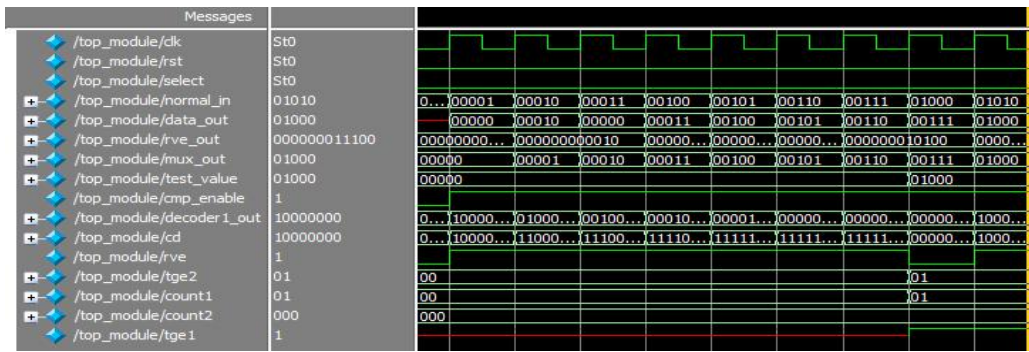 Messages
/top_module/clk St0
/top_module/rst St0
/top_module/select St0
/top_module/normal_in 01010 0... 00001 00010 00011 00100 00101 00110 00111 01000 01010
/top_module/data_out 01000 00000 00010 00000 00011 00100 00101 00110 00111 01000
/top_module/rve_out 000000011100 00000000... 000000000010 00000... 00000... 00000... 000000010100 0000...
/top_module/mux_out 01000 00000 00001 00010 00011 00100 00101 00110 00111 01000
/top_module/test_value 01000 00000 01000
/top_module/cmp_enable 1
/top_module/decoder1_out 10000000 0... 10000... 01000... 00100... 00010... 00001... 00000... 00000... 00000... 1000...
/top_module/cd 10000000 0... 10000... 11000... 11100... 11110... 11111... 11111... 11111... 00000... 1000...
/top_module/rve 1
/top_module/tge2 01 00 01
/top_module/count1 01 00 01
/top_module/count2 000 000
/top_module/tge1 1